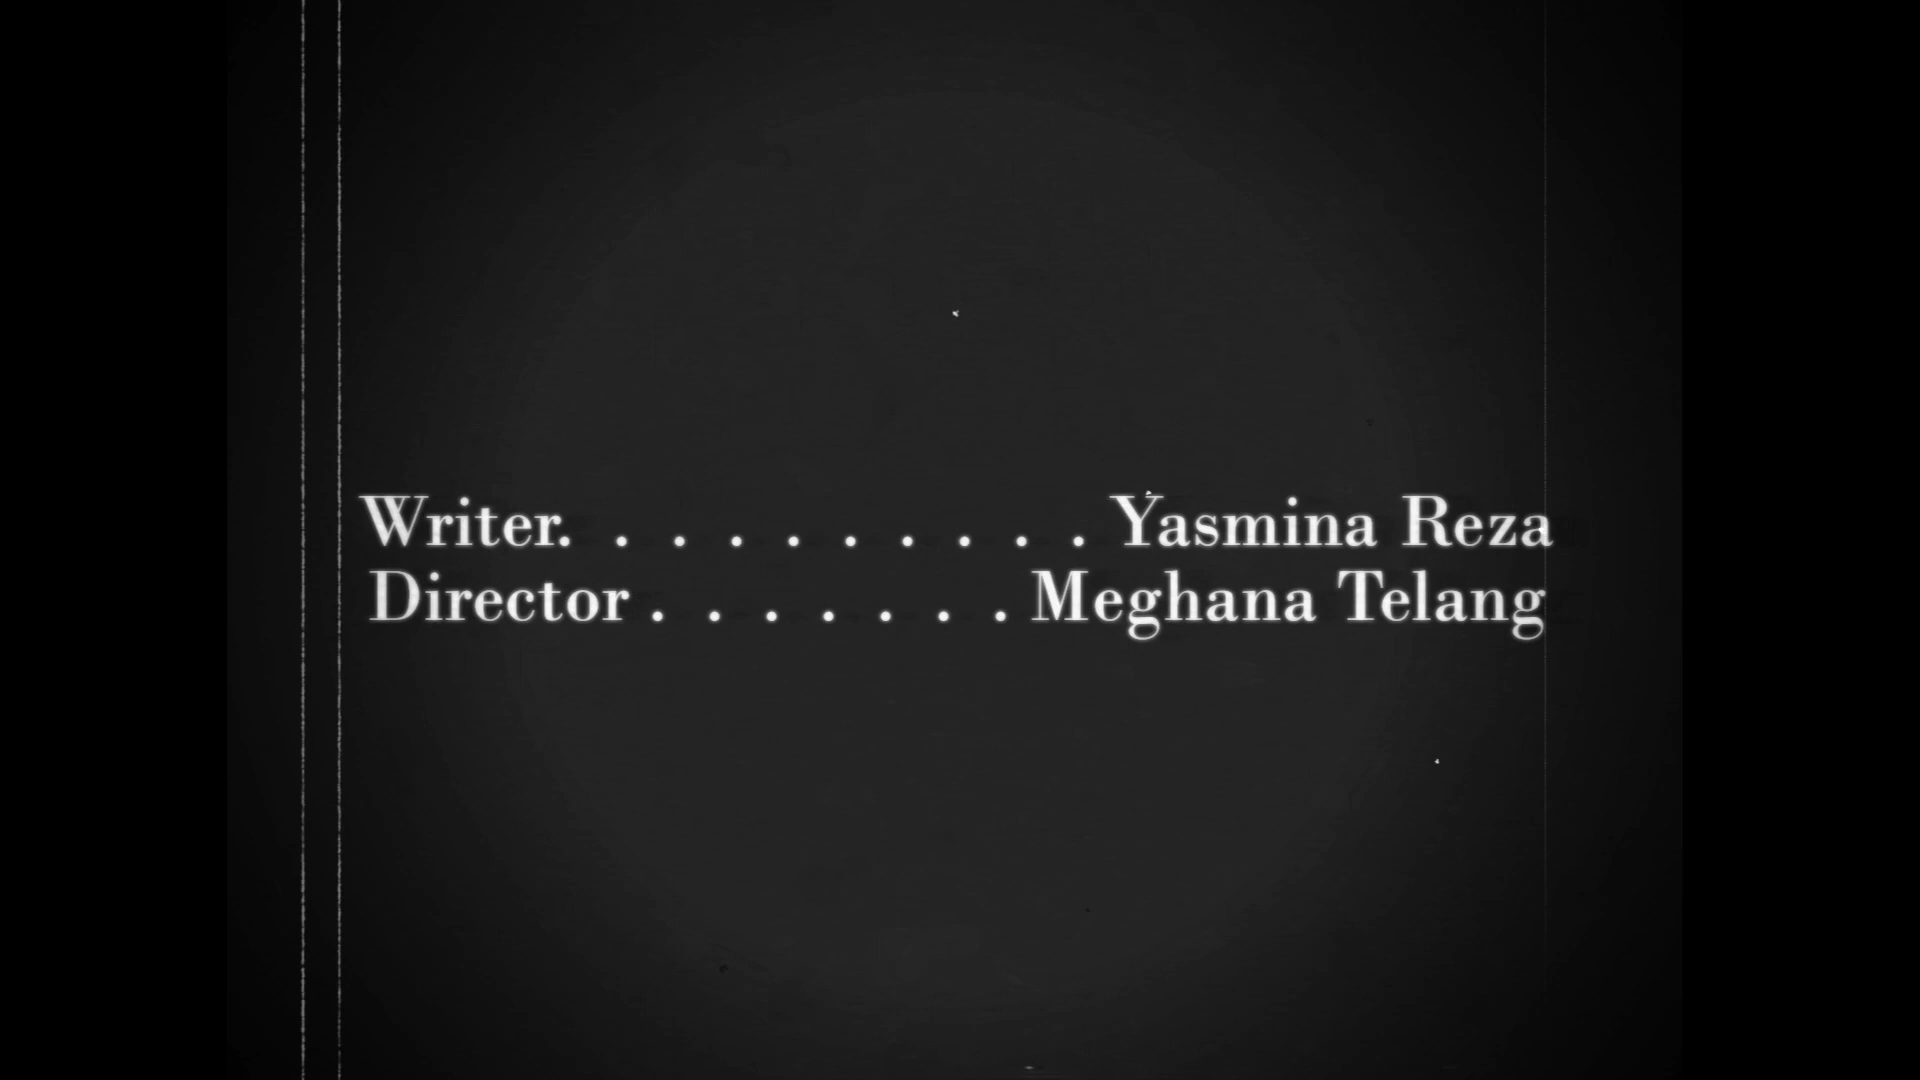 Writer. . . . . . . . . . Yasmina Reza
Director . . . . . . . Meghana Telang